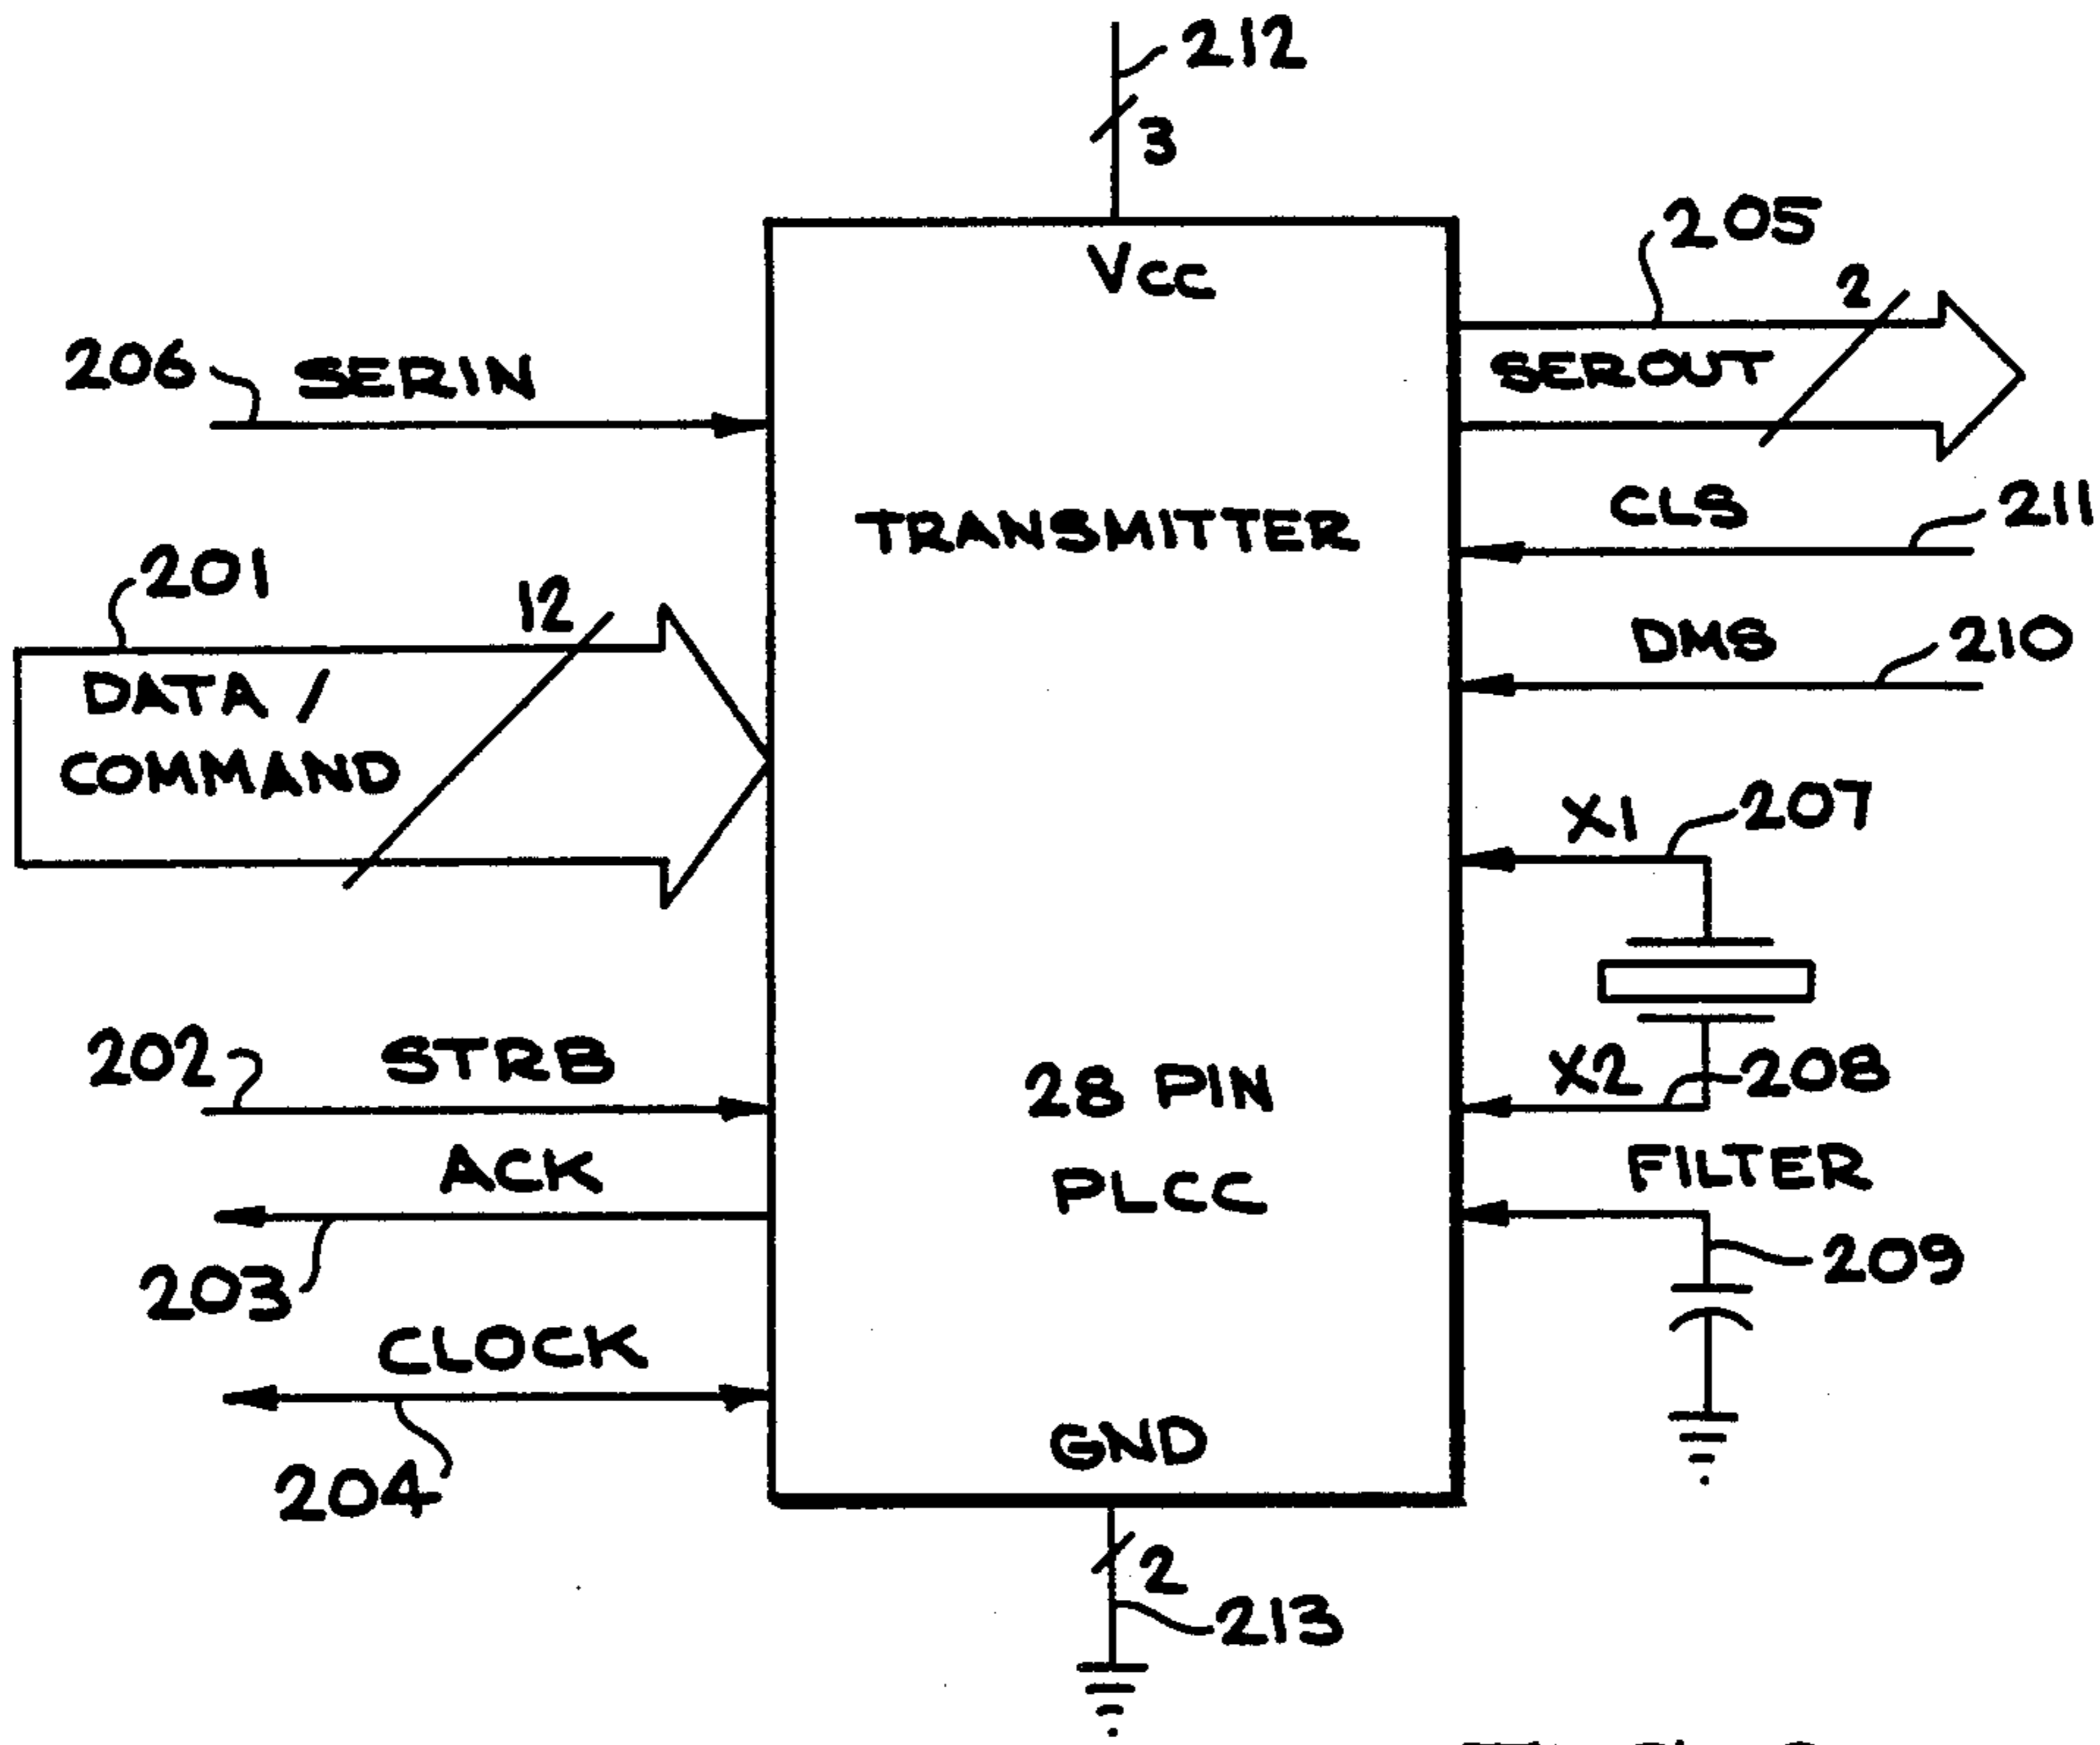 212
3
Vcc
205
2
206 SERIN
SEROUT
TRANSMITTER
CLS
211
201
12
DATA /
COMMAND
DMS
210
X1
207
202
STRB
28 PIN
PLCC
X2
208
ACK
FILTER
203
209
CLOCK
GND
204
2
213